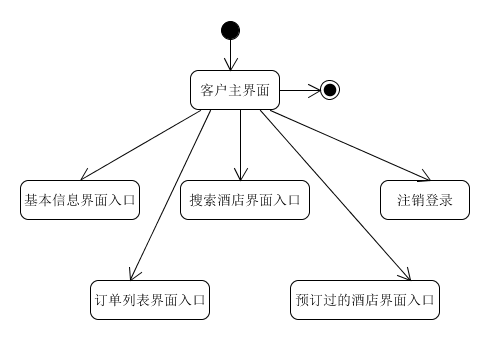 客户主界面
基本信息界面入口
搜索酒店界面入口
注销登录
订单列表界面入口
预订过的酒店界面入口